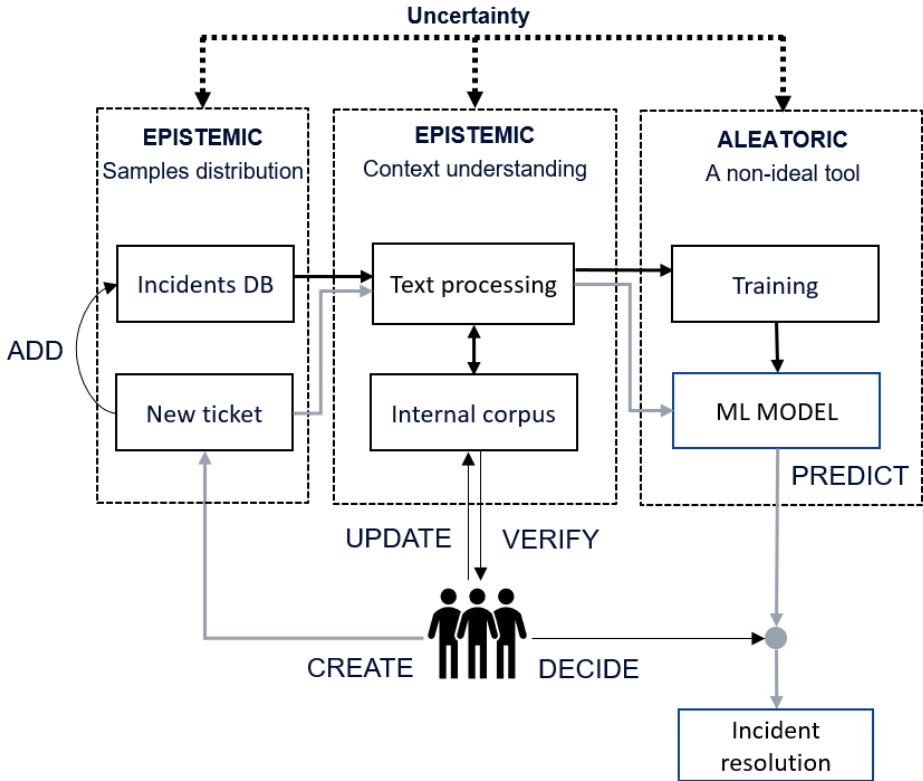 Uncertainty
EPISTEMIC
Samples distribution
EPISTEMIC
Context understanding
ALEATORIC
A non-ideal tool
Incidents DB
Text processing
Training
ADD
New ticket
Internal corpus
ML MODEL
PREDICT
UPDATE
VERIFY
CREATE
DECIDE
Incident
resolution